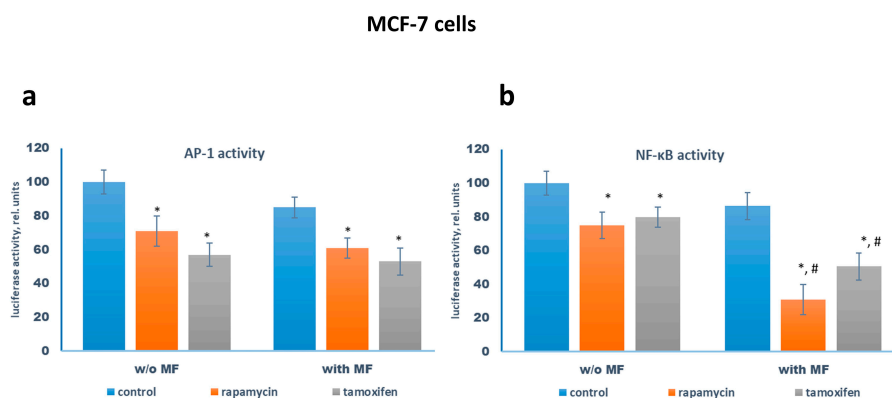 MCF-7 cells
a
AP-1 activity
luciferase activity, rel. units
120
100
80
60
40
20
0
*
*
*
*
w/o MF
with MF
control
rapamycin
tamoxifen
b
NF-κB activity
luciferase activity, rel. units
120
100
80
60
40
20
0
*
*
*, #
*, #
w/o MF
with MF
control
rapamycin
tamoxifen